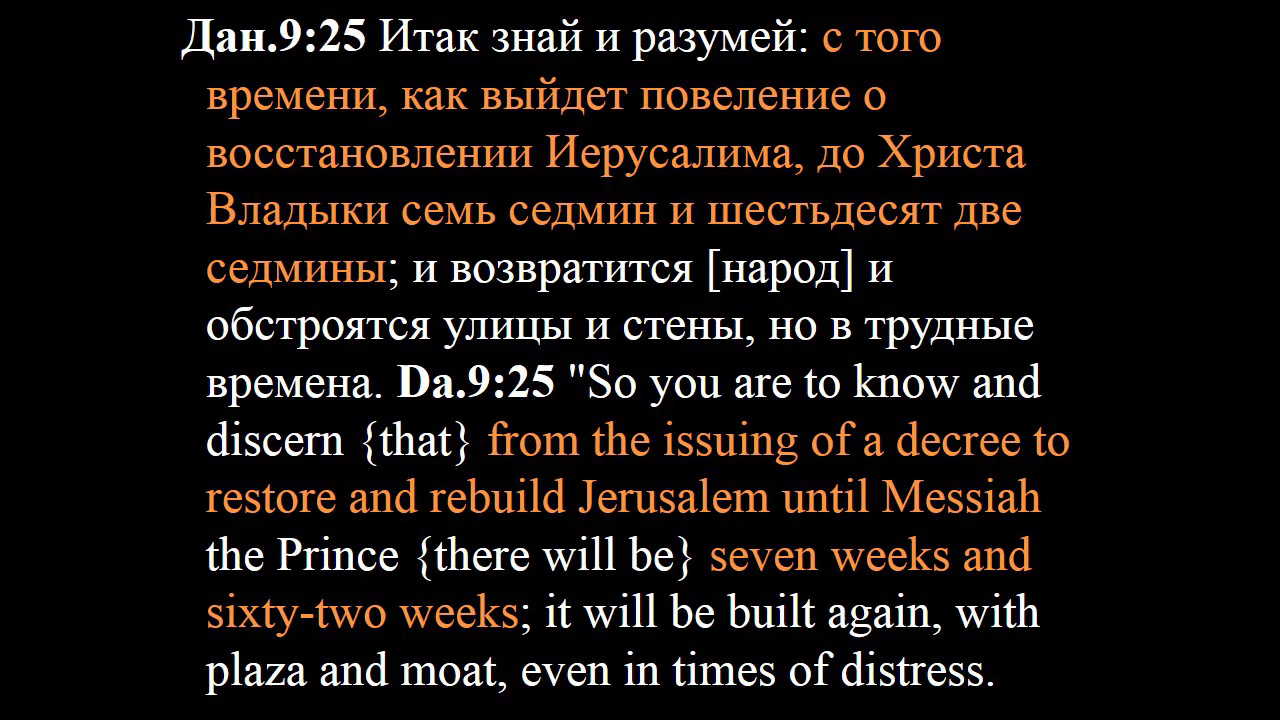 Дан.9:25 Итак знай и разумей: с того
времени, как выйдет повеление о
восстановлении Иерусалима, до Христа
Владыки семь седмин и шестьдесят две
седмины; и возвратится [народ] и
обстроятся улицы и стены, но в трудные
времена. Da.9:25 "So you are to know and
discern {that} from the issuing of a decree to
restore and rebuild Jerusalem until Messiah
the Prince {there will be} seven weeks and
sixty-two weeks; it will be built again, with
plaza and moat, even in times of distress.